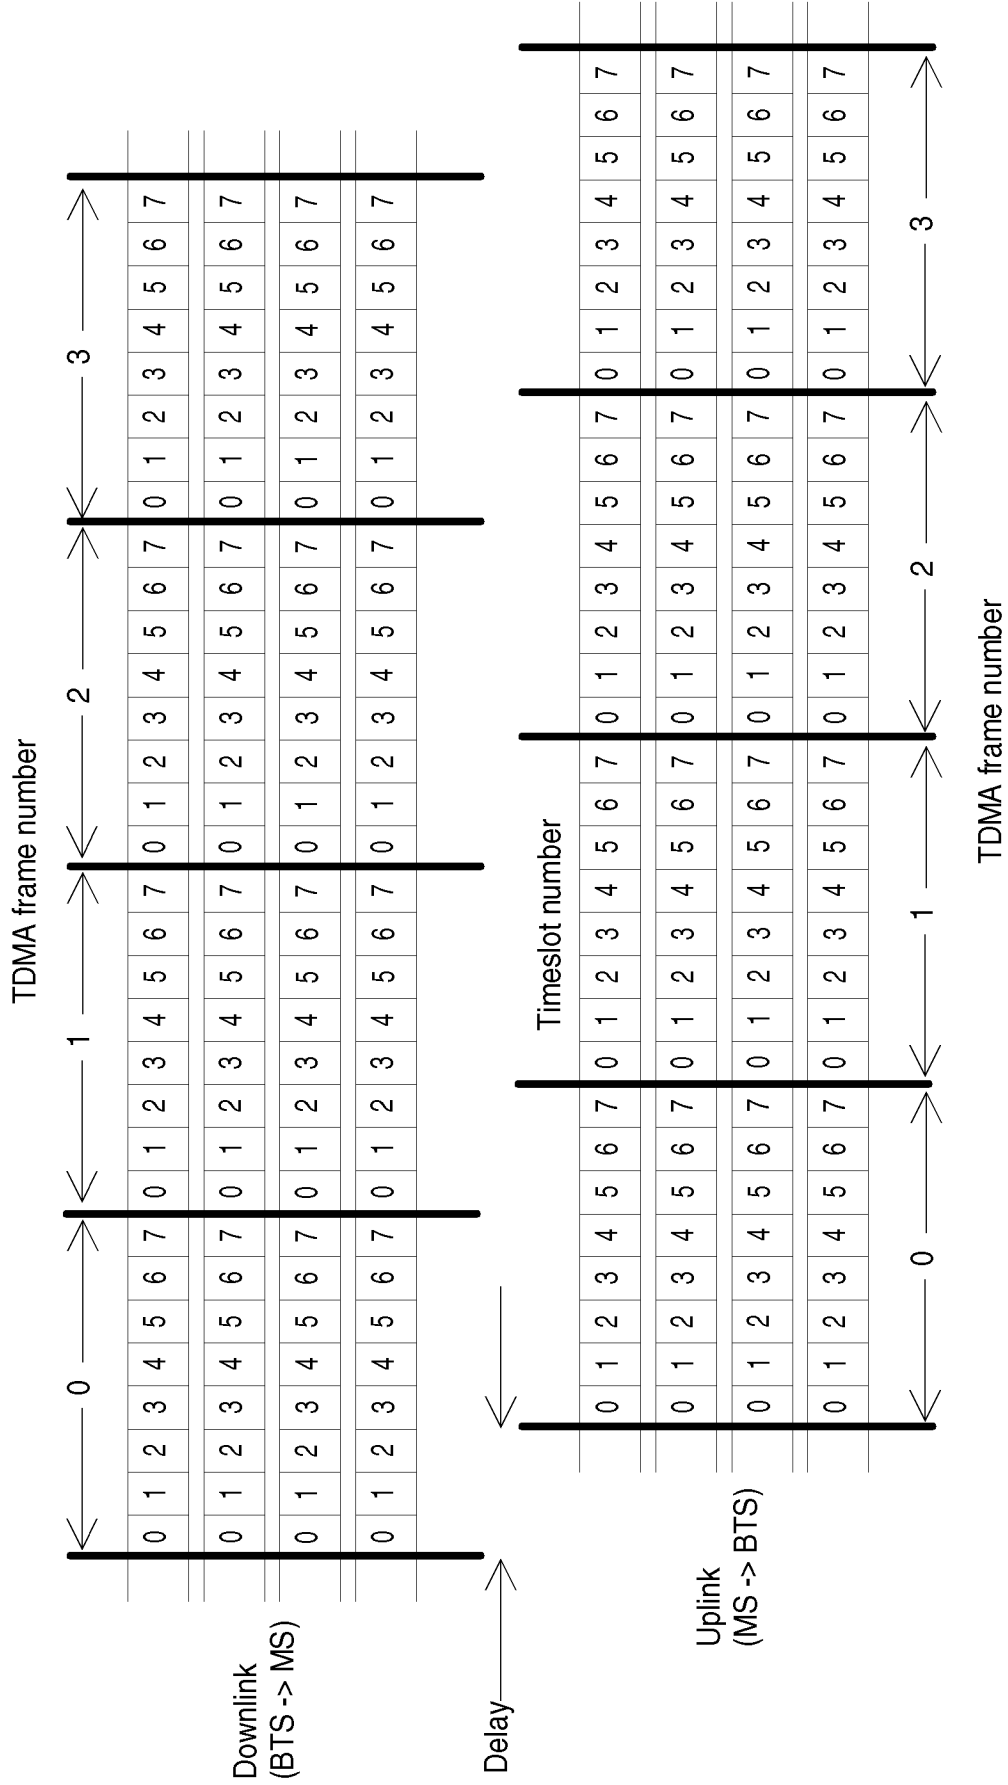 TDMA frame number
0 1 2 3
0 1 2 3 4 5 6 7 0 1 2 3 4 5 6 7 0 1 2 3 4 5 6 7 0 1 2 3 4 5 6 7
0 1 2 3 4 5 6 7 0 1 2 3 4 5 6 7 0 1 2 3 4 5 6 7 0 1 2 3 4 5 6 7
Downlink
(BTS -> MS)
0 1 2 3 4 5 6 7 0 1 2 3 4 5 6 7 0 1 2 3 4 5 6 7 0 1 2 3 4 5 6 7
0 1 2 3 4 5 6 7 0 1 2 3 4 5 6 7 0 1 2 3 4 5 6 7 0 1 2 3 4 5 6 7
Delay
Timeslot number
0 1 2 3 4 5 6 7 0 1 2 3 4 5 6 7 0 1 2 3 4 5 6 7 0 1 2 3 4 5 6 7
0 1 2 3 4 5 6 7 0 1 2 3 4 5 6 7 0 1 2 3 4 5 6 7 0 1 2 3 4 5 6 7
Uplink
(MS -> BTS)
0 1 2 3 4 5 6 7 0 1 2 3 4 5 6 7 0 1 2 3 4 5 6 7 0 1 2 3 4 5 6 7
0 1 2 3 4 5 6 7 0 1 2 3 4 5 6 7 0 1 2 3 4 5 6 7 0 1 2 3 4 5 6 7
0 1 2 3
TDMA frame number